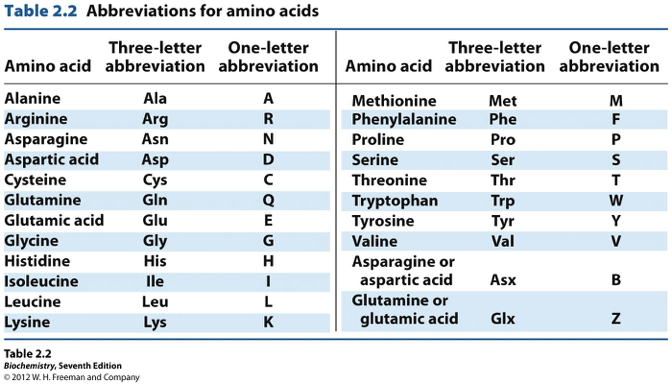 Table 2.2 Abbreviations for amino acids
Amino acid Three-letter abbreviation One-letter abbreviation
Alanine Ala A
Arginine Arg R
Asparagine Asn N
Aspartic acid Asp D
Cysteine Cys C
Glutamine Gln Q
Glutamic acid Glu E
Glycine Gly G
Histidine His H
Isoleucine Ile I
Leucine Leu L
Lysine Lys K
Amino acid Three-letter abbreviation One-letter abbreviation
Methionine Met M
Phenylalanine Phe F
Proline Pro P
Serine Ser S
Threonine Thr T
Tryptophan Trp W
Tyrosine Tyr Y
Valine Val V
Asparagine or
aspartic acid Asx B
Glutamine or
glutamic acid Glx Z
Table 2.2
Biochemistry, Seventh Edition
© 2012 W. H. Freeman and Company